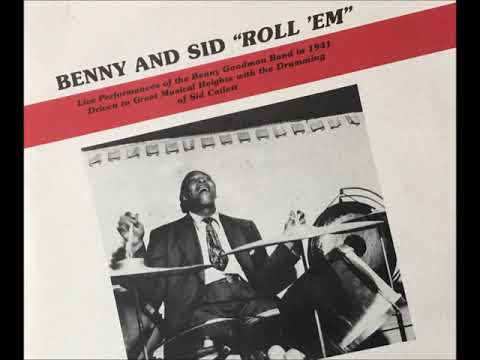 BENNY AND SID "ROLL 'EM"
Live Performances of the Benny Goodman Band in 1941
Driven to Great Musical Heights with the Drumming
of Sid Catlett